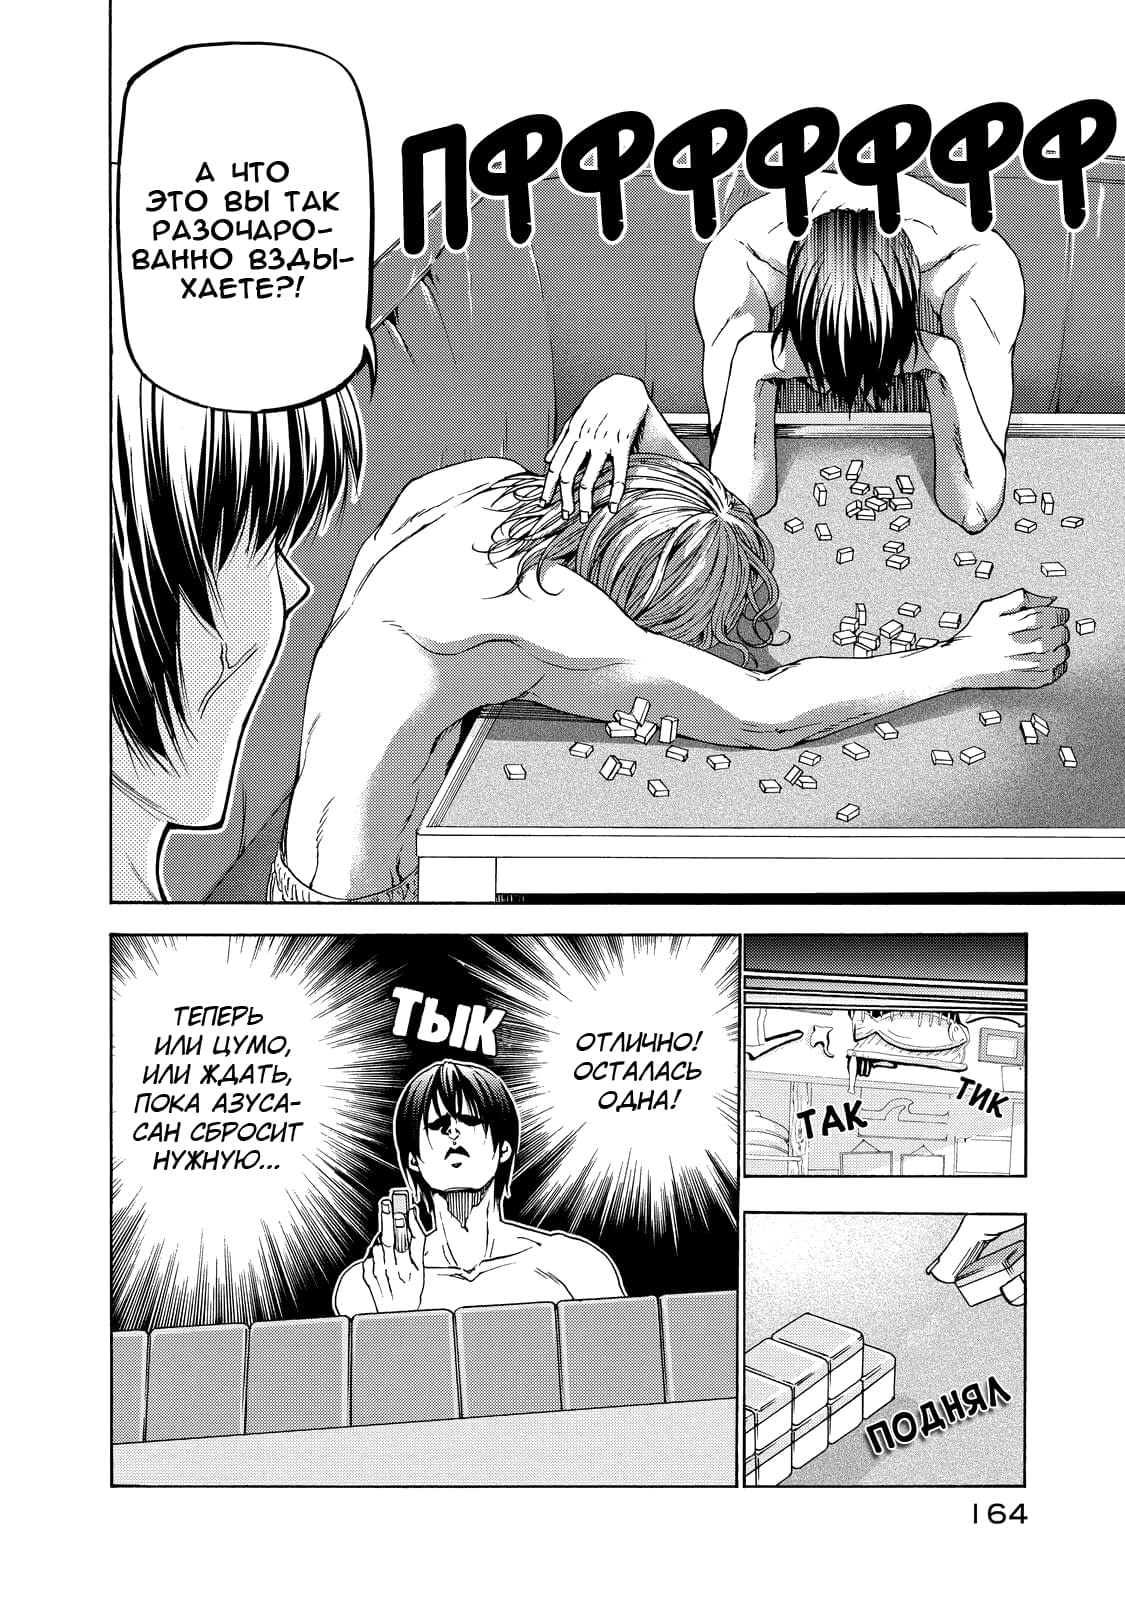 ПФФФФФФФ
А ЧТО
ЭТО ВЫ ТАК
РАЗОЧАРО-
ВАННО ВЗДЫ-
ХАЕТЕ?!
ТИК
ТАК
ПОДНЯЛ
ОТЛИЧНО!
ОСТАЛАСЬ
ОДНА!
ТЫК
ТЕПЕРЬ
ИЛИ ЦУМО,
ИЛИ ЖДАТЬ,
ПОКА АЗУСА-
САН СБРОСИТ
НУЖНУЮ...
164